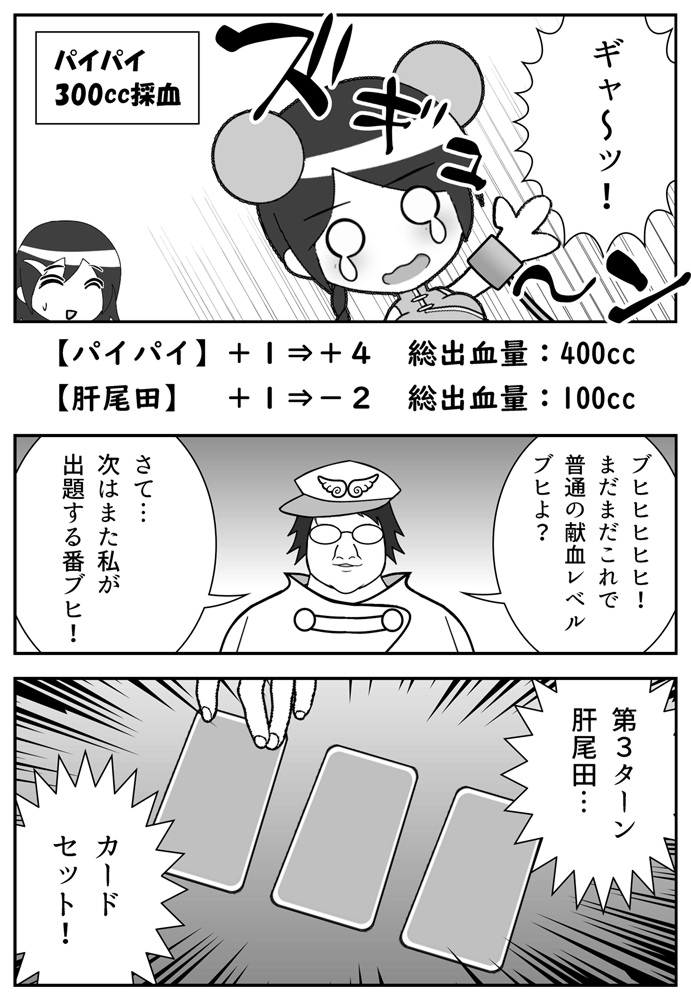 ギャ〜ッ！
パイパイ
300cc採血
ズギュ〜ン
【パイパイ】＋１⇒＋４　総出血量：400cc
【肝尾田】　＋１⇒－２　総出血量：100cc
ブヒヒヒヒヒ！
まだまだこれで
普通の献血レベル
ブヒよ？
さて…
次はまた私が
出題する番ブヒ！
第３ターン
肝尾田…
カード
セット！